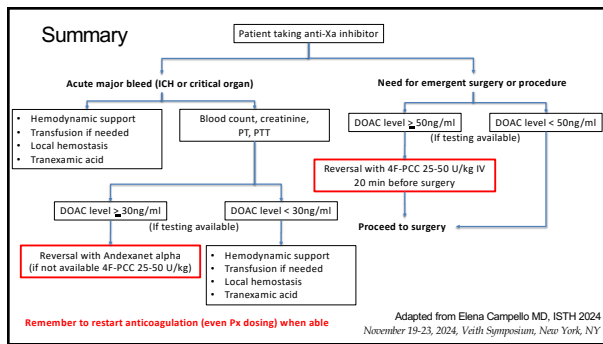 Summary
Patient taking anti-Xa inhibitor
Acute major bleed (ICH or critical organ)
Need for emergent surgery or procedure
• Hemodynamic support
• Transfusion if needed
• Local hemostasis
• Tranexamic acid
Blood count, creatinine,
PT, PTT
DOAC level ≥ 50ng/ml
DOAC level < 50ng/ml
(If testing available)
Reversal with 4F-PCC 25-50 U/kg IV
20 min before surgery
DOAC level ≥ 30ng/ml
DOAC level < 30ng/ml
(If testing available)
Proceed to surgery
Reversal with Andexanet alpha
(if not available 4F-PCC 25-50 U/kg)
• Hemodynamic support
• Transfusion if needed
• Local hemostasis
• Tranexamic acid
Remember to restart anticoagulation (even Px dosing) when able
Adapted from Elena Campello MD, ISTH 2024
November 19-23, 2024, Veith Symposium, New York, NY